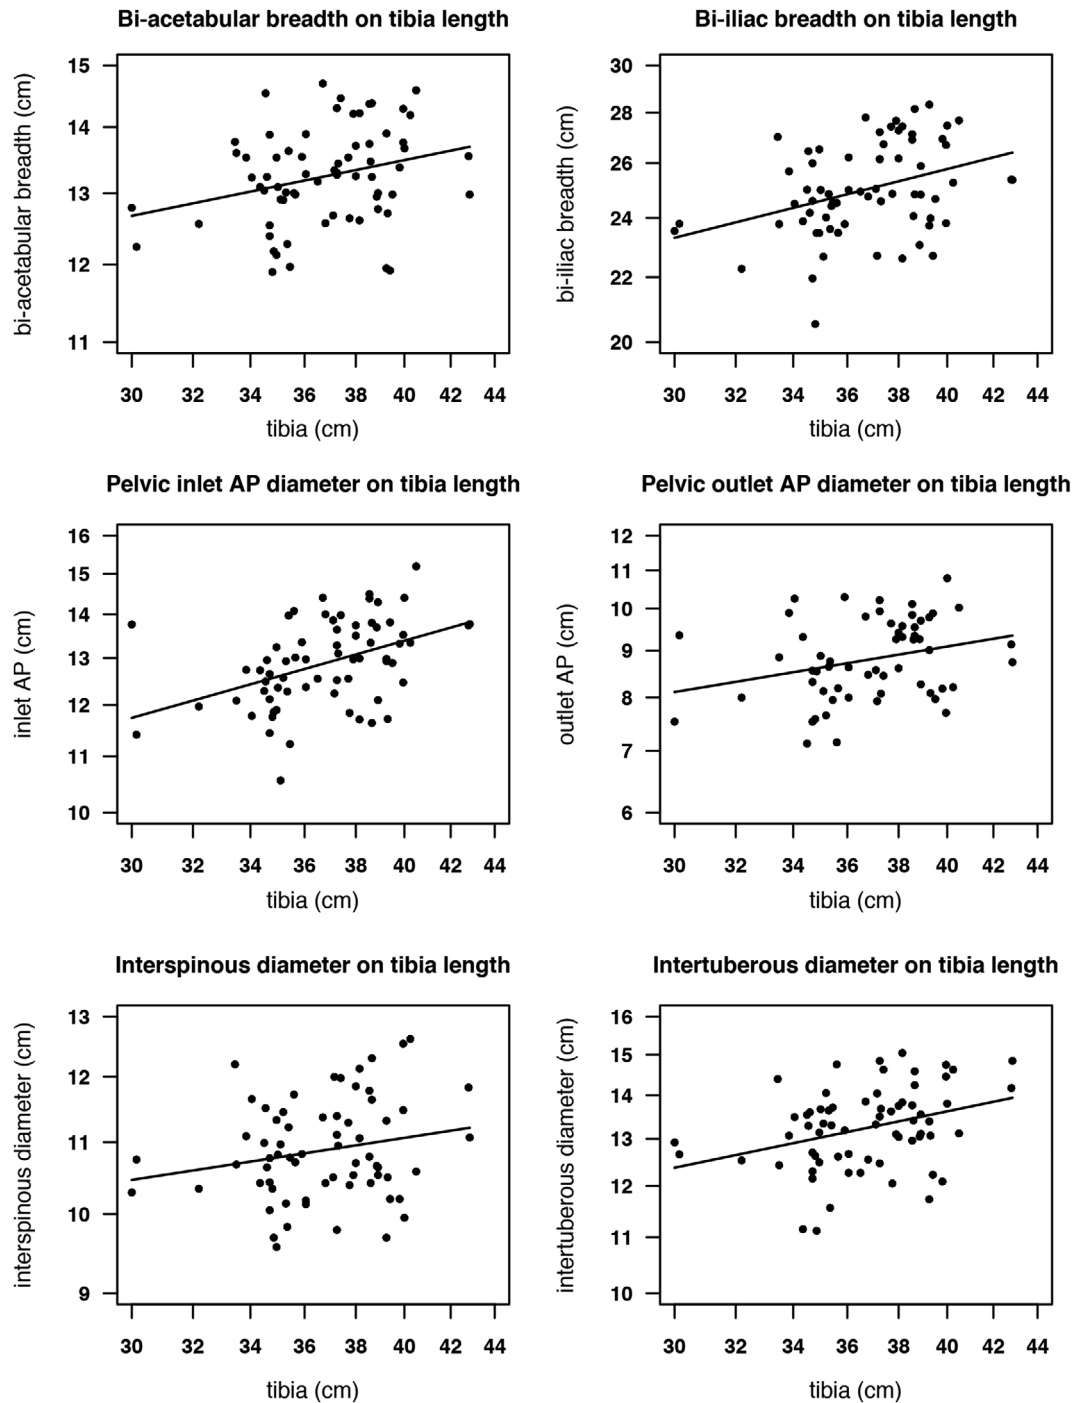 Bi-acetabular breadth on tibia length
bi-acetabular breadth (cm)
15
14
13
12
11
30 32 34 36 38 40 42 44
tibia (cm)
Bi-iliac breadth on tibia length
bi-iliac breadth (cm)
30
28
26
24
22
20
30 32 34 36 38 40 42 44
tibia (cm)
Pelvic inlet AP diameter on tibia length
inlet AP (cm)
16
15
14
13
12
11
10
30 32 34 36 38 40 42 44
tibia (cm)
Pelvic outlet AP diameter on tibia length
outlet AP (cm)
12
11
10
9
8
7
6
30 32 34 36 38 40 42 44
tibia (cm)
Interspinous diameter on tibia length
interspinous diameter (cm)
13
12
11
10
9
30 32 34 36 38 40 42 44
tibia (cm)
Intertuberous diameter on tibia length
intertuberous diameter (cm)
16
15
14
13
12
11
10
30 32 34 36 38 40 42 44
tibia (cm)